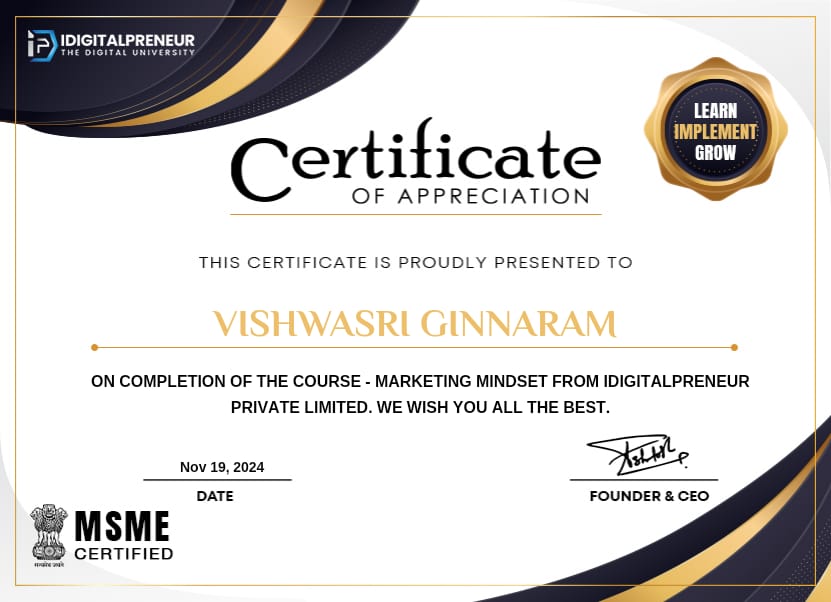 IDIGITALPRENEUR
THE DIGITAL UNIVERSITY
LEARN
IMPLEMENT
GROW
Certificate
OF APPRECIATION
THIS CERTIFICATE IS PROUDLY PRESENTED TO
VISHWASRI GINNARAM
ON COMPLETION OF THE COURSE - MARKETING MINDSET FROM IDIGITALPRENEUR
PRIVATE LIMITED. WE WISH YOU ALL THE BEST.
Nov 19, 2024
DATE
FOUNDER & CEO
MSME
CERTIFIED
सत्यमेव जयते